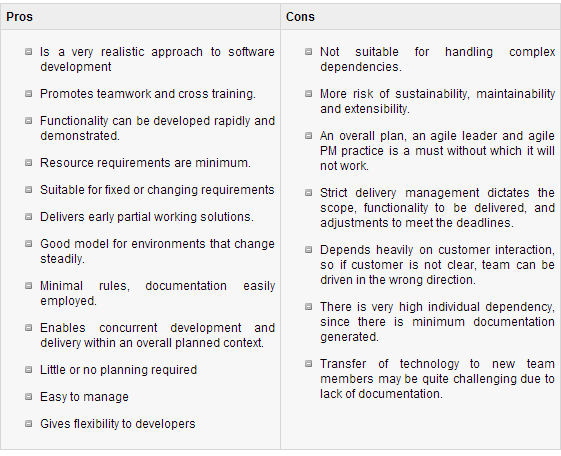 Pros
Is a very realistic approach to software
development
Promotes teamwork and cross training.
Functionality can be developed rapidly and
demonstrated.
Resource requirements are minimum.
Suitable for fixed or changing requirements
Delivers early partial working solutions.
Good model for environments that change
steadily.
Minimal rules, documentation easily
employed.
Enables concurrent development and
delivery within an overall planned context.
Little or no planning required
Easy to manage
Gives flexibility to developers
Cons
Not suitable for handling complex
dependencies.
More risk of sustainability, maintainability
and extensibility.
An overall plan, an agile leader and agile
PM practice is a must without which it will
not work.
Strict delivery management dictates the
scope, functionality to be delivered, and
adjustments to meet the deadlines.
Depends heavily on customer interaction,
so if customer is not clear, team can be
driven in the wrong direction.
There is very high individual dependency,
since there is minimum documentation
generated.
Transfer of technology to new team
members may be quite challenging due to
lack of documentation.